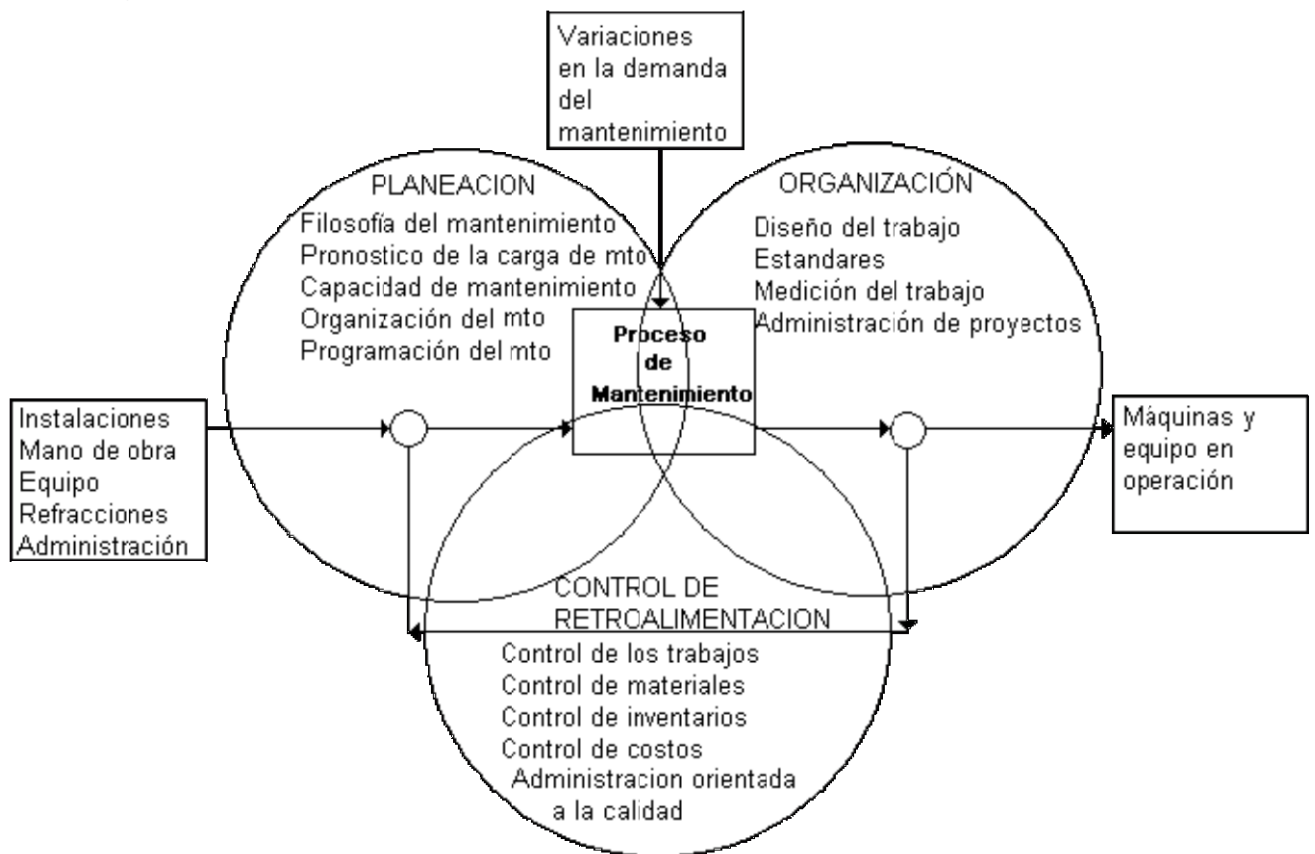 Variaciones
en la demanda
del
mantenimiento
PLANEACION
Filosofía del mantenimiento
Pronostico de la carga de mto
Capacidad de mantenimiento
Organización del mto
Programación del mto
ORGANIZACIÓN
Diseño del trabajo
Estandares
Medición del trabajo
Administración de proyectos
Proceso
de
Mantenimiento
Instalaciones
Mano de obra
Equipo
Refracciones
Administración
Máquinas y
equipo en
operación
CONTROL DE
RETROALIMENTACION
Control de los trabajos
Control de materiales
Control de inventarios
Control de costos
Administracion orientada
a la calidad